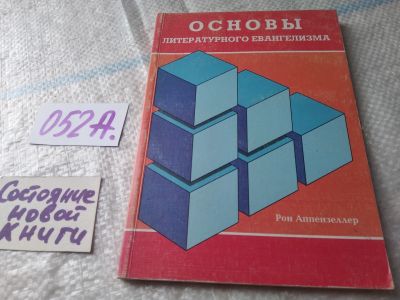 ОСНОВЫ
ЛИТЕРАТУРНОГО ЕВАНГЕЛИЗМА
Рон Аппензеллер
052А.
Состояние
новой
книги